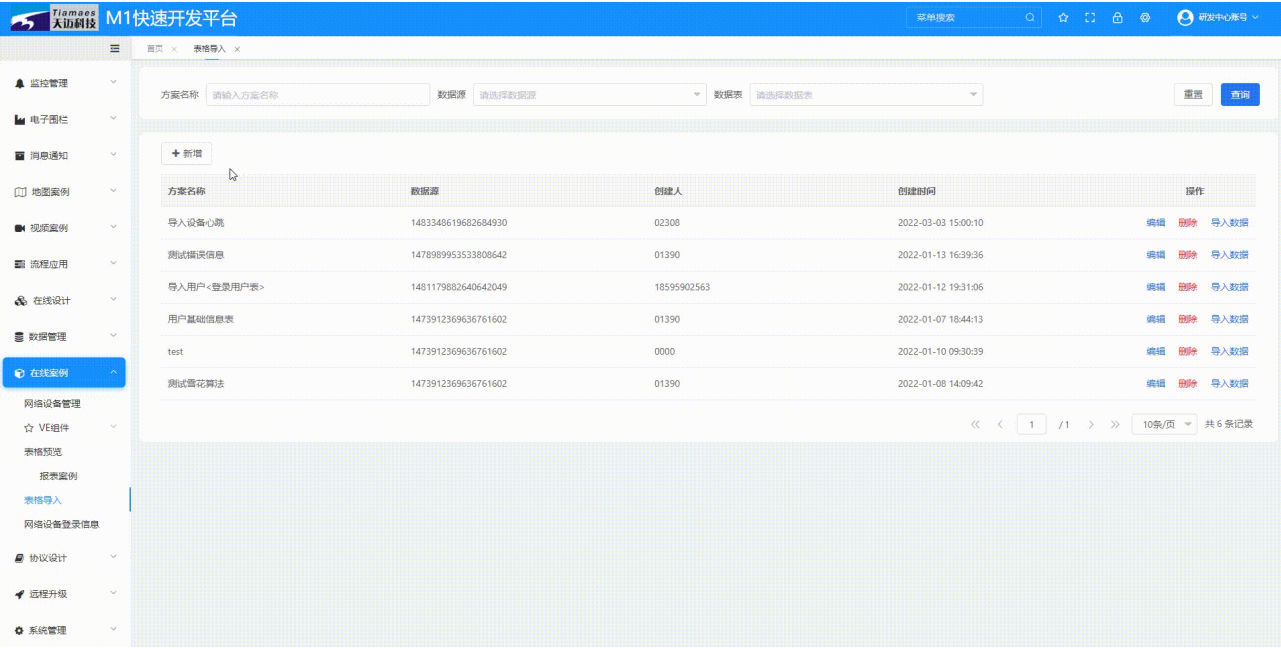 Tiamaes
天迈科技 M1快速开发平台 菜单搜索 研发中心账号
首页 × 表格导入 ×
监控管理
电子围栏
消息通知
地图案例
视频案例
流程应用
在线设计
数据管理
在线案例
网络设备管理
VE组件
表格预览
报表案例
表格导入
网络设备登录信息
协议设计
远程升级
系统管理
方案名称 请输入方案名称 数据源 请选择数据源 数据表 请选择数据表 重置 查询
+ 新增
方案名称 数据源 创建人 创建时间 操作
导入设备心跳 1483348619682684930 02308 2022-03-03 15:00:10 编辑 删除 导入数据
测试错误信息 1478989953533808642 01390 2022-01-13 16:39:36 编辑 删除 导入数据
导入用户<登录用户表> 1481179882640642049 18595902563 2022-01-12 19:31:06 编辑 删除 导入数据
用户基础信息表 1473912369636761602 01390 2022-01-07 18:44:13 编辑 删除 导入数据
test 1473912369636761602 0000 2022-01-10 09:30:39 编辑 删除 导入数据
测试雪花算法 1473912369636761602 01390 2022-01-08 14:09:42 编辑 删除 导入数据
1 /1 10条/页 共 6 条记录